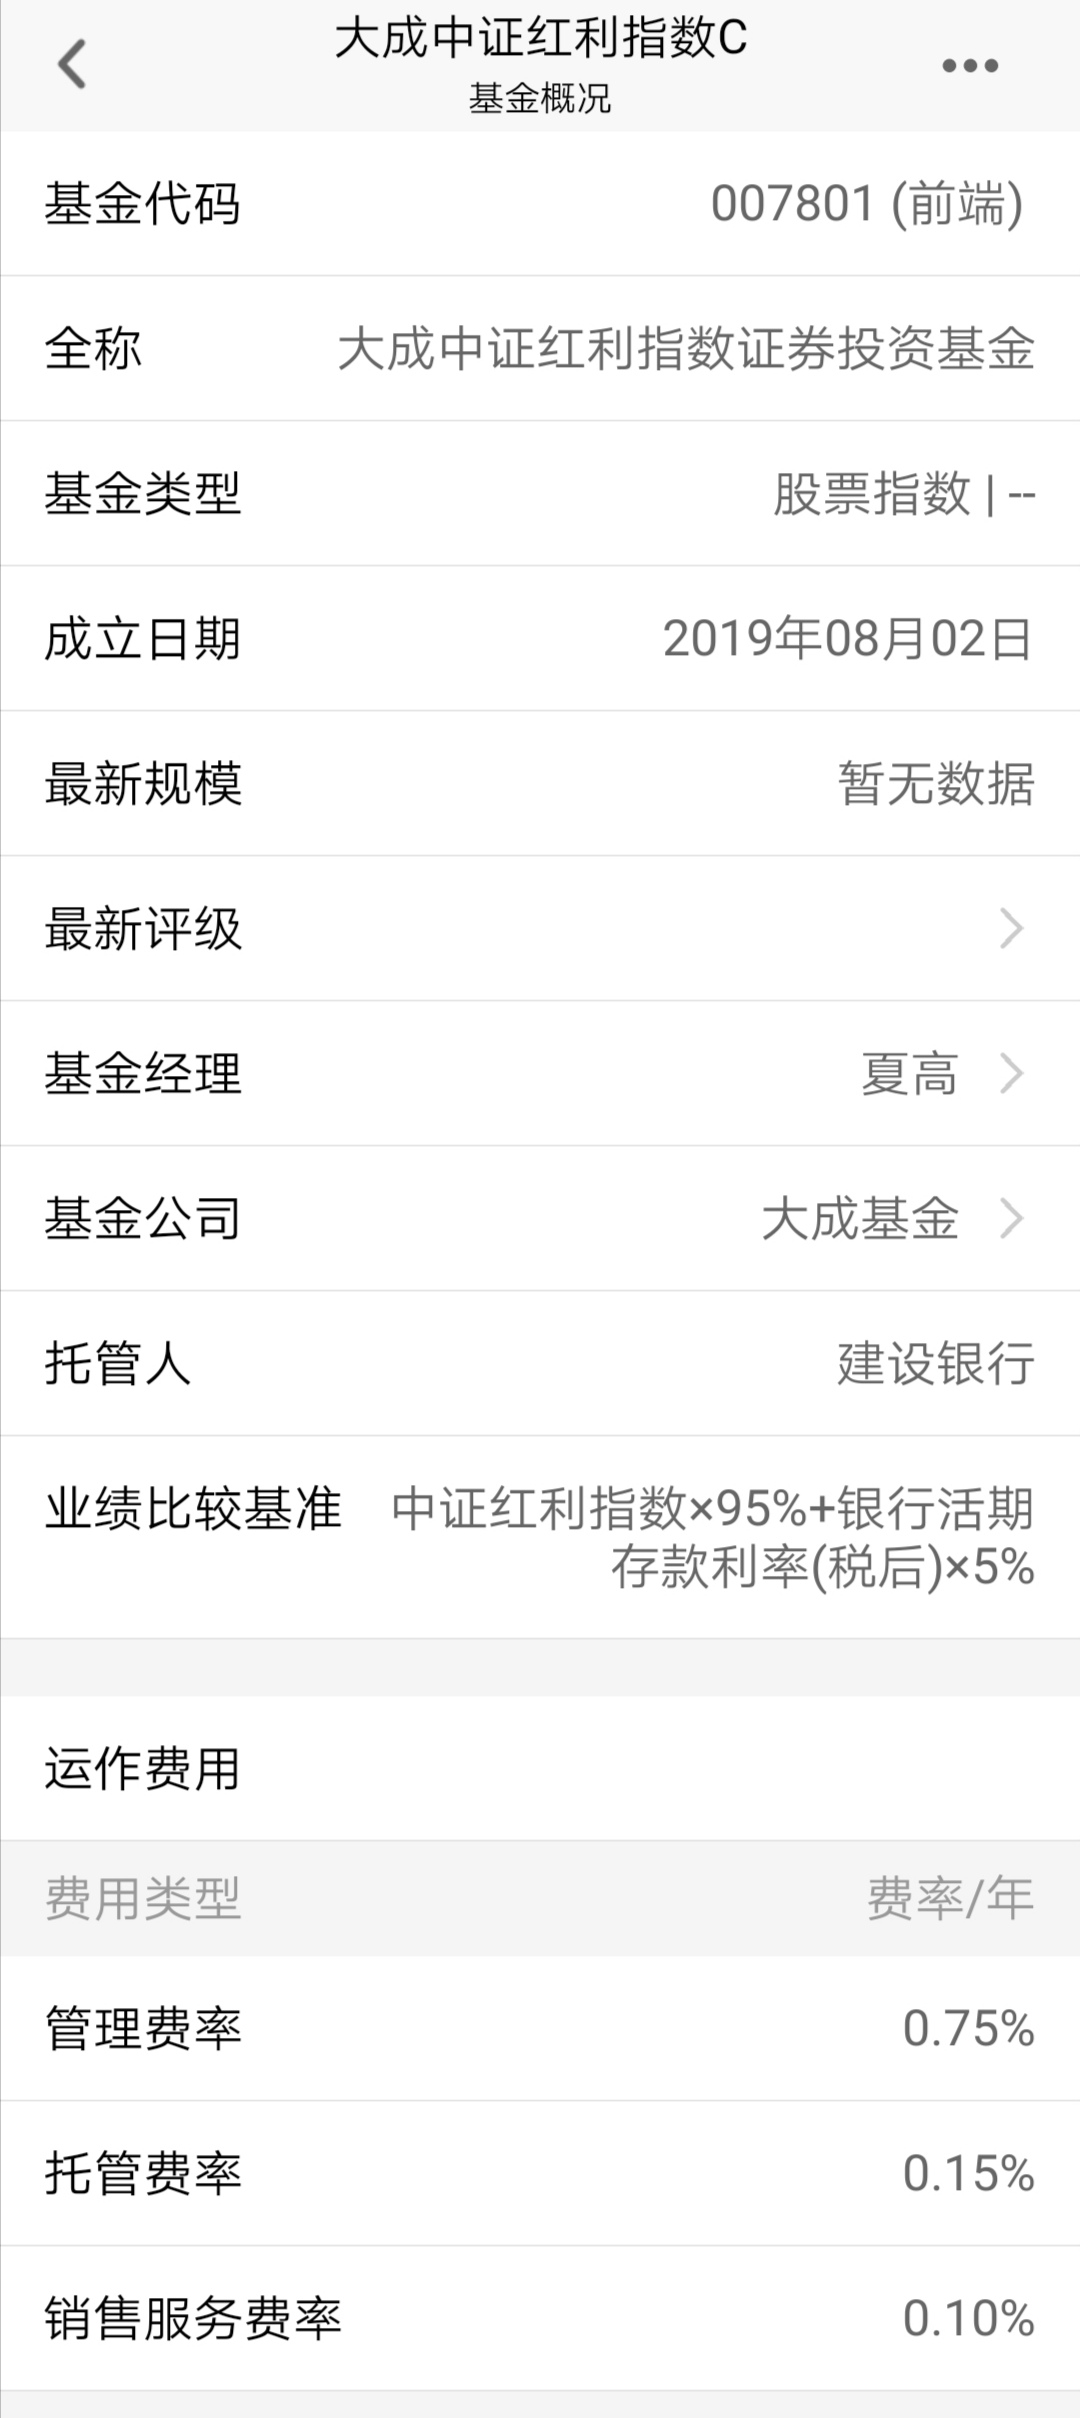 大成中证红利指数C
基金概况
基金代码 007801 (前端)
全称 大成中证红利指数证券投资基金
基金类型 股票指数 | --
成立日期 2019年08月02日
最新规模 暂无数据
最新评级
基金经理 夏高
基金公司 大成基金
托管人 建设银行
业绩比较基准 中证红利指数×95%+银行活期
存款利率(税后)×5%
运作费用
费用类型 费率/年
管理费率 0.75%
托管费率 0.15%
销售服务费率 0.10%